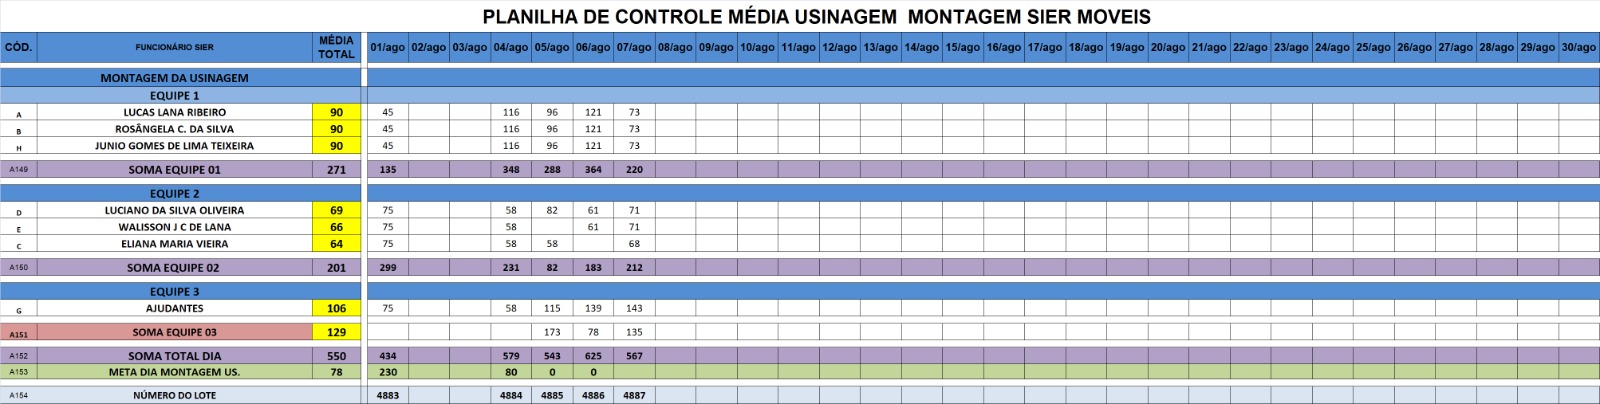 PLANILHA DE CONTROLE MÉDIA USINAGEM MONTAGEM SIER MOVEIS
CÓD. FUNCIONÁRIO SIER MÉDIA TOTAL 01/ago 02/ago 03/ago 04/ago 05/ago 06/ago 07/ago 08/ago 09/ago 10/ago 11/ago 12/ago 13/ago 14/ago 15/ago 16/ago 17/ago 18/ago 19/ago 20/ago 21/ago 22/ago 23/ago 24/ago 25/ago 26/ago 27/ago 28/ago 29/ago 30/ago
MONTAGEM DA USINAGEM
EQUIPE 1
A LUCAS LANA RIBEIRO 90 45 116 96 121 73
B ROSÂNGELA C. DA SILVA 90 45 116 96 121 73
H JUNIO GOMES DE LIMA TEIXEIRA 90 45 116 96 121 73
A149 SOMA EQUIPE 01 271 135 348 288 364 220
EQUIPE 2
D LUCIANO DA SILVA OLIVEIRA 69 75 58 82 61 71
E WALISSON J C DE LANA 66 75 58 61 71
C ELIANA MARIA VIEIRA 64 75 58 58 68
A150 SOMA EQUIPE 02 201 299 231 82 183 212
EQUIPE 3
G AJUDANTES 106 75 58 115 139 143
A151 SOMA EQUIPE 03 129 173 78 135
A152 SOMA TOTAL DIA 550 434 579 543 625 567
A153 META DIA MONTAGEM US. 78 230 80 0 0
A154 NÚMERO DO LOTE 4883 4884 4885 4886 4887